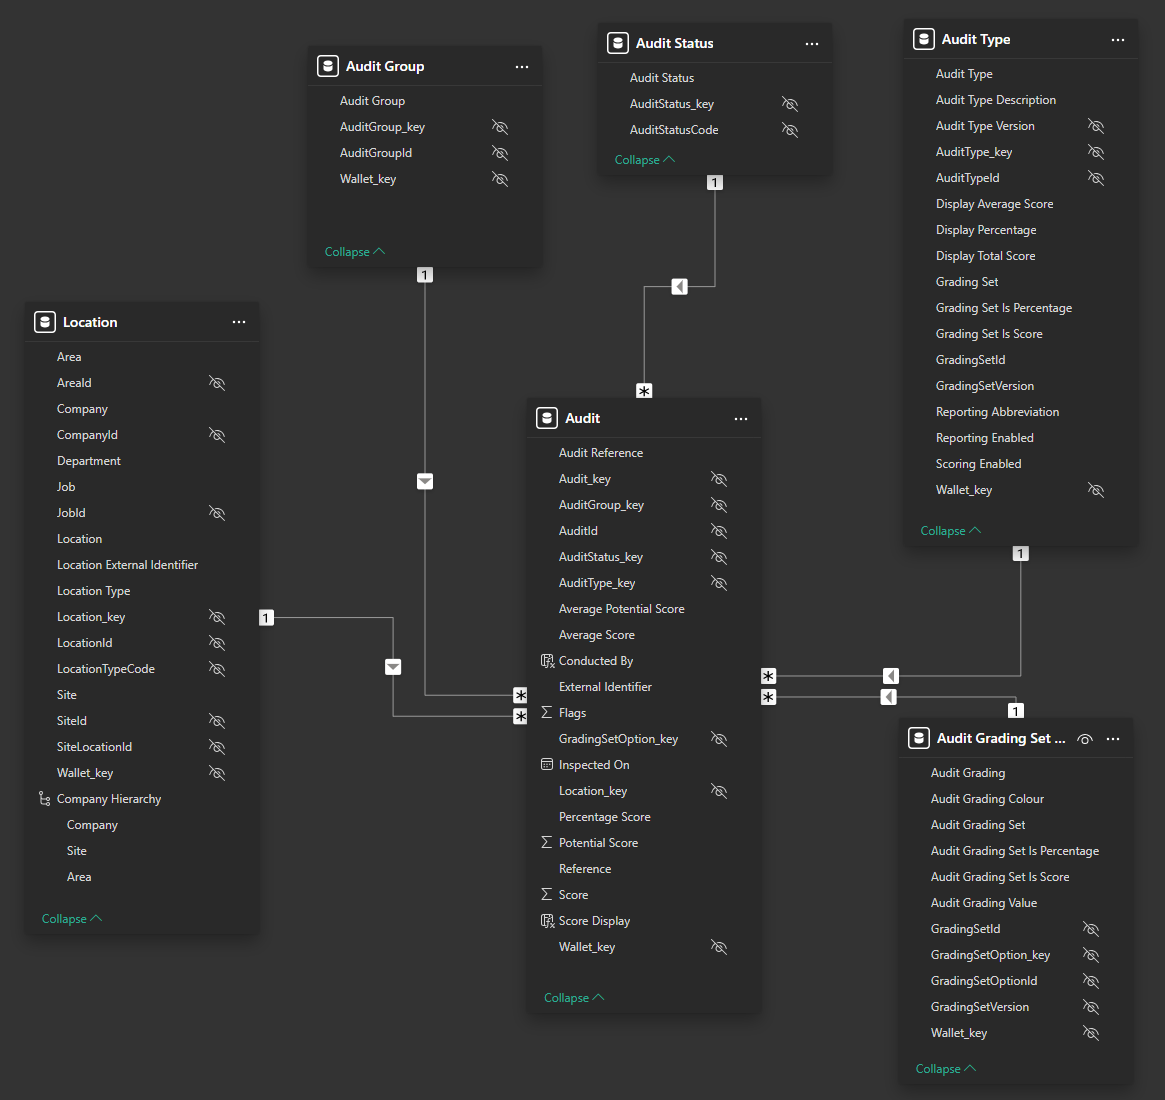 Audit Group
Audit Group
AuditGroup_key
AuditGroupId
Wallet_key
Collapse
1
Audit Status
Audit Status
AuditStatus_key
AuditStatusCode
Collapse
1
Audit Type
Audit Type
Audit Type Description
Audit Type Version
AuditType_key
AuditTypeId
Display Average Score
Display Percentage
Display Total Score
Grading Set
Grading Set Is Percentage
Grading Set Is Score
GradingSetId
GradingSetVersion
Reporting Abbreviation
Reporting Enabled
Scoring Enabled
Wallet_key
Collapse
1
Location
Area
AreaId
Company
CompanyId
Department
Job
JobId
Location
Location External Identifier
Location Type
Location_key
LocationId
LocationTypeCode
Site
SiteId
SiteLocationId
Wallet_key
Company Hierarchy
Company
Site
Area
Collapse
1
*
Audit
Audit Reference
Audit_key
AuditGroup_key
AuditId
AuditStatus_key
AuditType_key
Average Potential Score
Average Score
Conducted By
External Identifier
Flags
GradingSetOption_key
Inspected On
Location_key
Percentage Score
Potential Score
Reference
Score
Score Display
Wallet_key
Collapse
*
*
*
*
1
Audit Grading Set ...
Audit Grading
Audit Grading Colour
Audit Grading Set
Audit Grading Set Is Percentage
Audit Grading Set Is Score
Audit Grading Value
GradingSetId
GradingSetOption_key
GradingSetOptionId
GradingSetVersion
Wallet_key
Collapse